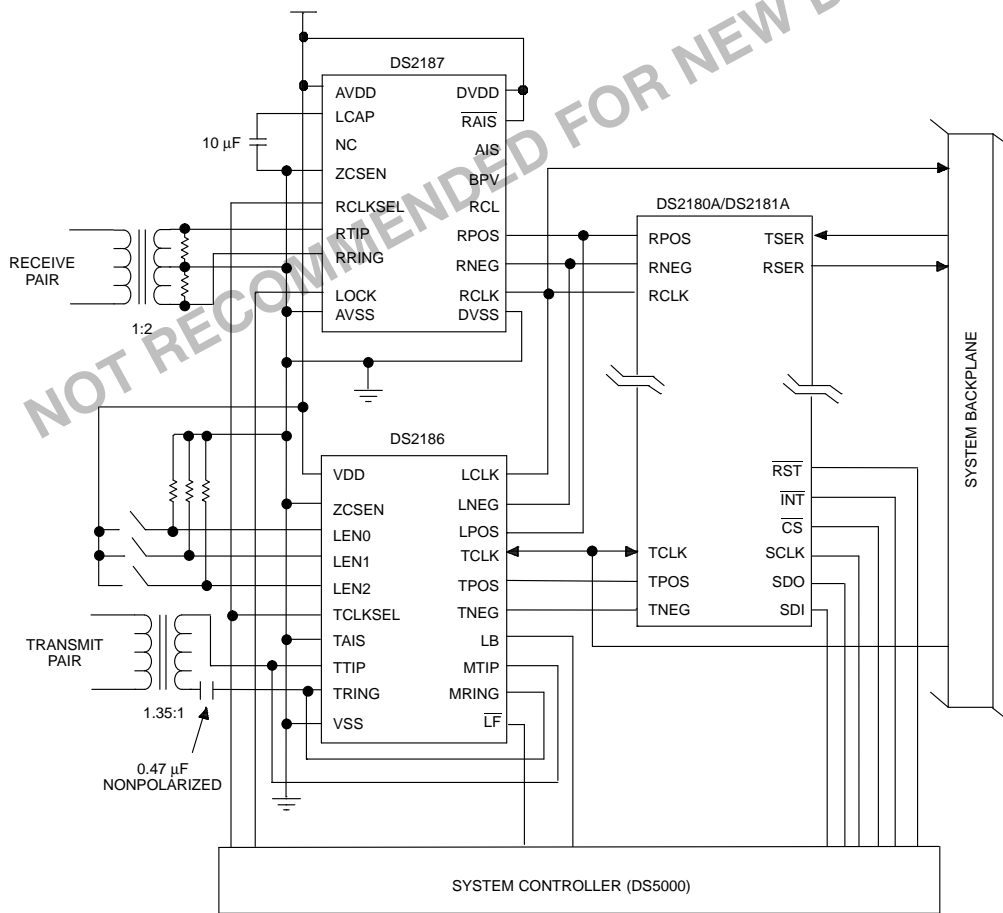 NOT RECOMMENDED FOR NEW D
DS2187
AVDD
LCAP
NC
ZCSEN
RCLKSEL
RTIP
RRING
LOCK
AVSS
DVDD
RAIS
AIS
BPV
RCL
RPOS
RNEG
RCLK
DVSS
10 µF
RECEIVE
PAIR
1:2
DS2180A/DS2181A
RPOS
RNEG
RCLK
TSER
RSER
TCLK
TPOS
TNEG
RST
INT
CS
SCLK
SDO
SDI
SYSTEM BACKPLANE
DS2186
VDD
ZCSEN
LEN0
LEN1
LEN2
TCLKSEL
TAIS
TTIP
TRING
VSS
LCLK
LNEG
LPOS
TCLK
TPOS
TNEG
LB
MTIP
MRING
LF
TRANSMIT
PAIR
1.35:1
0.47 µF
NONPOLARIZED
SYSTEM CONTROLLER (DS5000)